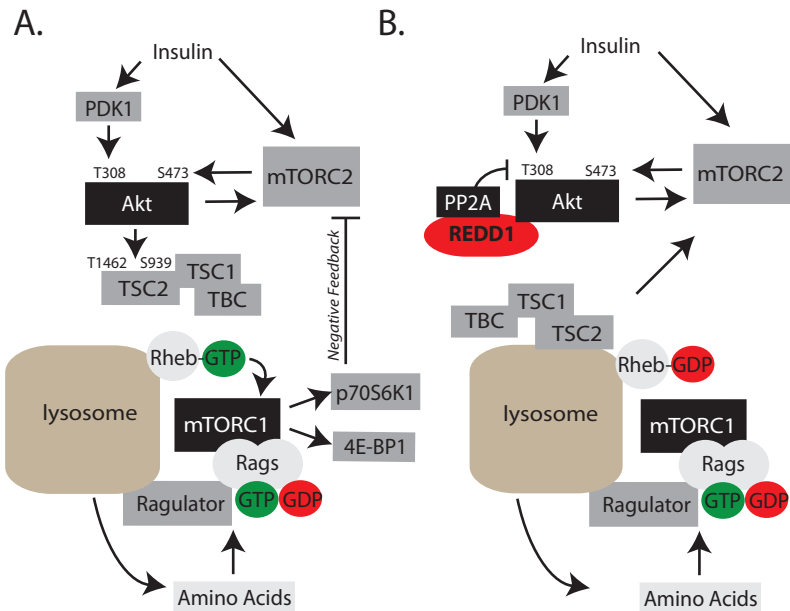 A.
Insulin
PDK1
T308 S473
Akt
mTORC2
T1462 S939
TSC1
TSC2
TBC
Negative Feedback
Rheb-GTP
lysosome
p70S6K1
mTORC1
4E-BP1
Rags
Ragulator
GTP GDP
Amino Acids
B.
Insulin
PDK1
T308 S473
mTORC2
PP2A
Akt
REDD1
TSC1
TBC
TSC2
Rheb-GDP
lysosome
mTORC1
Rags
Ragulator
GTP GDP
Amino Acids